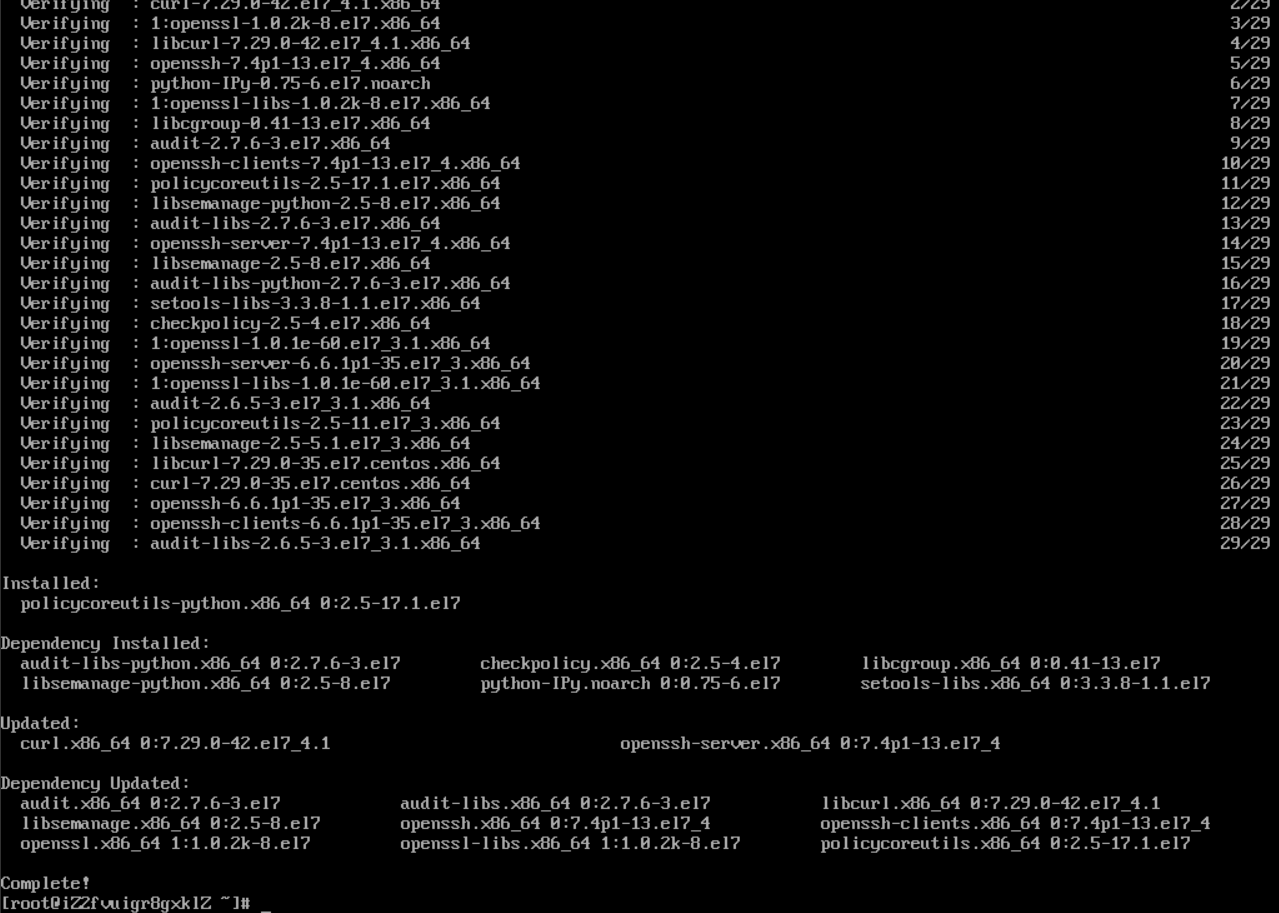 Verifying : curl-7.29.0-42.el7_4.1.x86_64 2/29
Verifying : 1:openssl-1.0.2k-8.el7.x86_64 3/29
Verifying : libcurl-7.29.0-42.el7_4.1.x86_64 4/29
Verifying : openssh-7.4p1-13.el7_4.x86_64 5/29
Verifying : python-IPy-0.75-6.el7.noarch 6/29
Verifying : 1:openssl-libs-1.0.2k-8.el7.x86_64 7/29
Verifying : libcgroup-0.41-13.el7.x86_64 8/29
Verifying : audit-2.7.6-3.el7.x86_64 9/29
Verifying : openssh-clients-7.4p1-13.el7_4.x86_64 10/29
Verifying : policycoreutils-2.5-17.1.el7.x86_64 11/29
Verifying : libsemanage-python-2.5-8.el7.x86_64 12/29
Verifying : audit-libs-2.7.6-3.el7.x86_64 13/29
Verifying : openssh-server-7.4p1-13.el7_4.x86_64 14/29
Verifying : libsemanage-2.5-8.el7.x86_64 15/29
Verifying : audit-libs-python-2.7.6-3.el7.x86_64 16/29
Verifying : setools-libs-3.3.8-1.1.el7.x86_64 17/29
Verifying : checkpolicy-2.5-4.el7.x86_64 18/29
Verifying : 1:openssl-1.0.1e-60.el7_3.1.x86_64 19/29
Verifying : openssh-server-6.6.1p1-35.el7_3.x86_64 20/29
Verifying : 1:openssl-libs-1.0.1e-60.el7_3.1.x86_64 21/29
Verifying : audit-2.6.5-3.el7_3.1.x86_64 22/29
Verifying : policycoreutils-2.5-11.el7_3.x86_64 23/29
Verifying : libsemanage-2.5-5.1.el7_3.x86_64 24/29
Verifying : libcurl-7.29.0-35.el7.centos.x86_64 25/29
Verifying : curl-7.29.0-35.el7.centos.x86_64 26/29
Verifying : openssh-6.6.1p1-35.el7_3.x86_64 27/29
Verifying : openssh-clients-6.6.1p1-35.el7_3.x86_64 28/29
Verifying : audit-libs-2.6.5-3.el7_3.1.x86_64 29/29
Installed:
policycoreutils-python.x86_64 0:2.5-17.1.el7
Dependency Installed:
audit-libs-python.x86_64 0:2.7.6-3.el7 checkpolicy.x86_64 0:2.5-4.el7 libcgroup.x86_64 0:0.41-13.el7
libsemanage-python.x86_64 0:2.5-8.el7 python-IPy.noarch 0:0.75-6.el7 setools-libs.x86_64 0:3.3.8-1.1.el7
Updated:
curl.x86_64 0:7.29.0-42.el7_4.1 openssh-server.x86_64 0:7.4p1-13.el7_4
Dependency Updated:
audit.x86_64 0:2.7.6-3.el7 audit-libs.x86_64 0:2.7.6-3.el7 libcurl.x86_64 0:7.29.0-42.el7_4.1
libsemanage.x86_64 0:2.5-8.el7 openssh.x86_64 0:7.4p1-13.el7_4 openssh-clients.x86_64 0:7.4p1-13.el7_4
openssl.x86_64 1:1.0.2k-8.el7 openssl-libs.x86_64 1:1.0.2k-8.el7 policycoreutils.x86_64 0:2.5-17.1.el7
Complete!
[root@iZ2fvuigr8gxklZ ~]# _